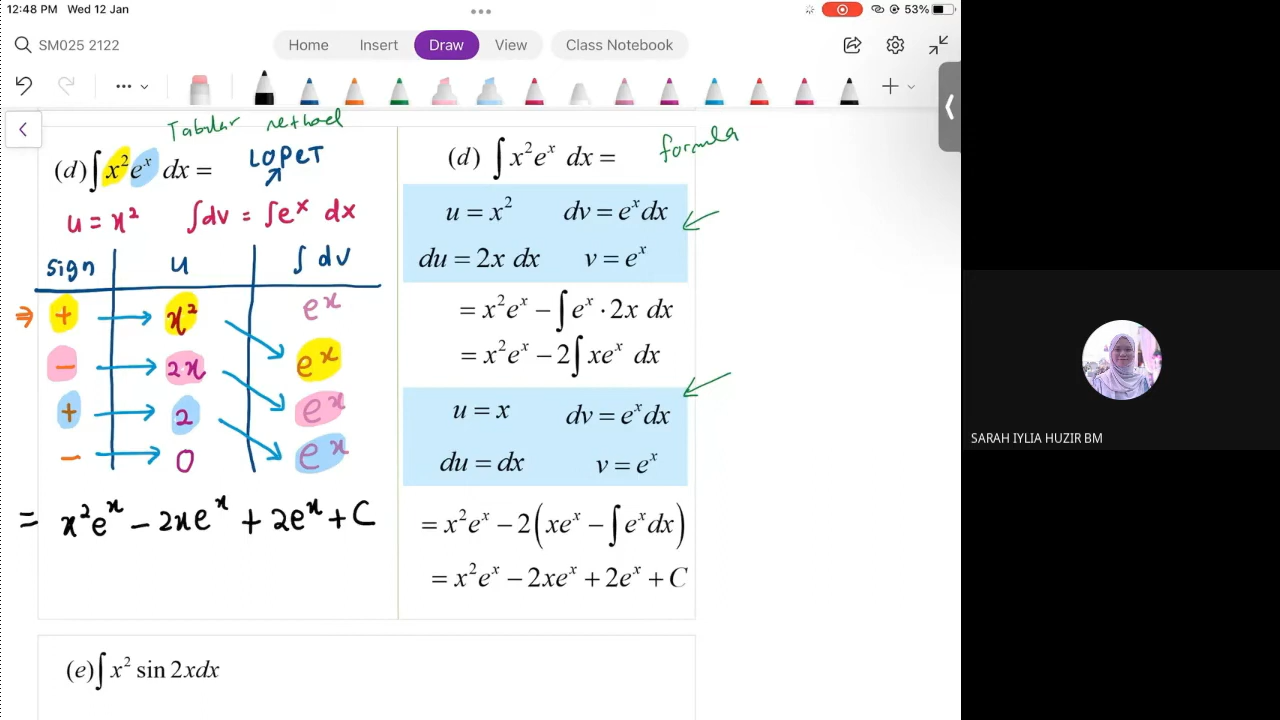 12:48 PM Wed 12 Jan
53%
SM025 2122
Home Insert Draw View Class Notebook
Tabular method
(d) ∫ x²eˣ dx =
LOPET
u = x² ∫dv = ∫eˣ dx
sign u ∫dv
+ x² eˣ
− 2x eˣ
+ 2 eˣ
− 0 eˣ
= x²eˣ − 2xeˣ + 2eˣ + C
formula
(d) ∫ x²eˣ dx =
u = x² dv = eˣdx
du = 2x dx v = eˣ
= x²eˣ − ∫ eˣ · 2x dx
= x²eˣ − 2∫ xeˣ dx
u = x dv = eˣdx
du = dx v = eˣ
= x²eˣ − 2(xeˣ − ∫ eˣdx)
= x²eˣ − 2xeˣ + 2eˣ + C
(e) ∫ x² sin 2xdx
SARAH IYLIA HUZIR BM